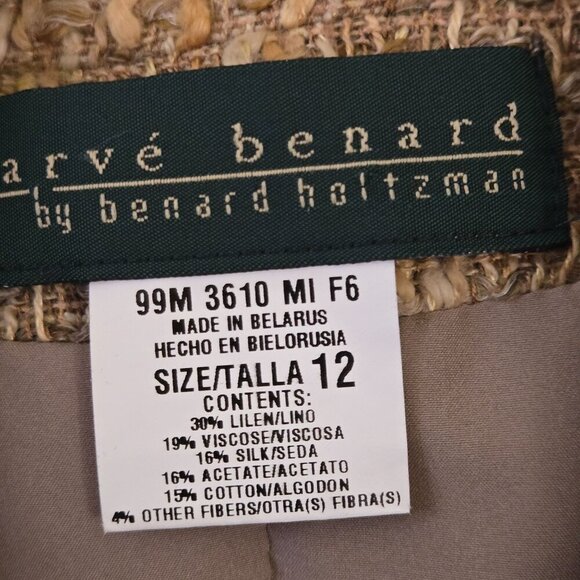 arvé benard
by benard holtzman
99M 3610 MI F6
MADE IN BELARUS
HECHO EN BIELORUSIA
SIZE/TALLA 12
CONTENTS:
30% LILEN/LINO
19% VISCOSE/VISCOSA
16% SILK/SEDA
16% ACETATE/ACETATO
15% COTTON/ALGODON
4% OTHER FIBERS/OTRA(S) FIBRA(S)